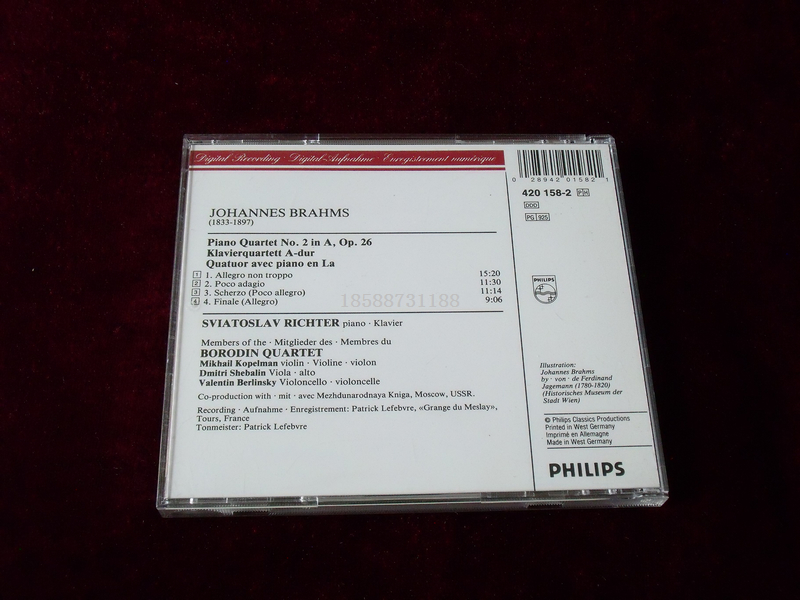 Digital Recording · Digital-Aufnahme · Enregistrement numérique
JOHANNES BRAHMS
(1833-1897)
Piano Quartet No. 2 in A, Op. 26
Klavierquartett A-dur
Quatuor avec piano en La
1 1. Allegro non troppo 15:20
2 2. Poco adagio 11:30
3 3. Scherzo (Poco allegro) 11:14
4 4. Finale (Allegro) 9:06
18588731188
SVIATOSLAV RICHTER piano · Klavier
Members of the · Mitglieder des · Membres du
BORODIN QUARTET
Mikhail Kopelman violin · Violine · violon
Dmitri Shebalin Viola · alto
Valentin Berlinsky Violoncello · violoncelle
Co-production with · mit · avec Mezhdunarodnaya Kniga, Moscow, USSR.
Recording · Aufnahme · Enregistrement: Patrick Lefebvre, «Grange du Meslay»,
Tours, France
Tonmeister: Patrick Lefebvre
0 28942 01582 1
420 158-2 PH
DDD
PG 925
PHILIPS
Illustration:
Johannes Brahms
by · von · de Ferdinand
Jagemann (1780-1820)
(Historisches Museum der
Stadt Wien)
© Philips Classics Productions
Printed in West Germany
Imprimé en Allemagne
Made in West Germany
PHILIPS